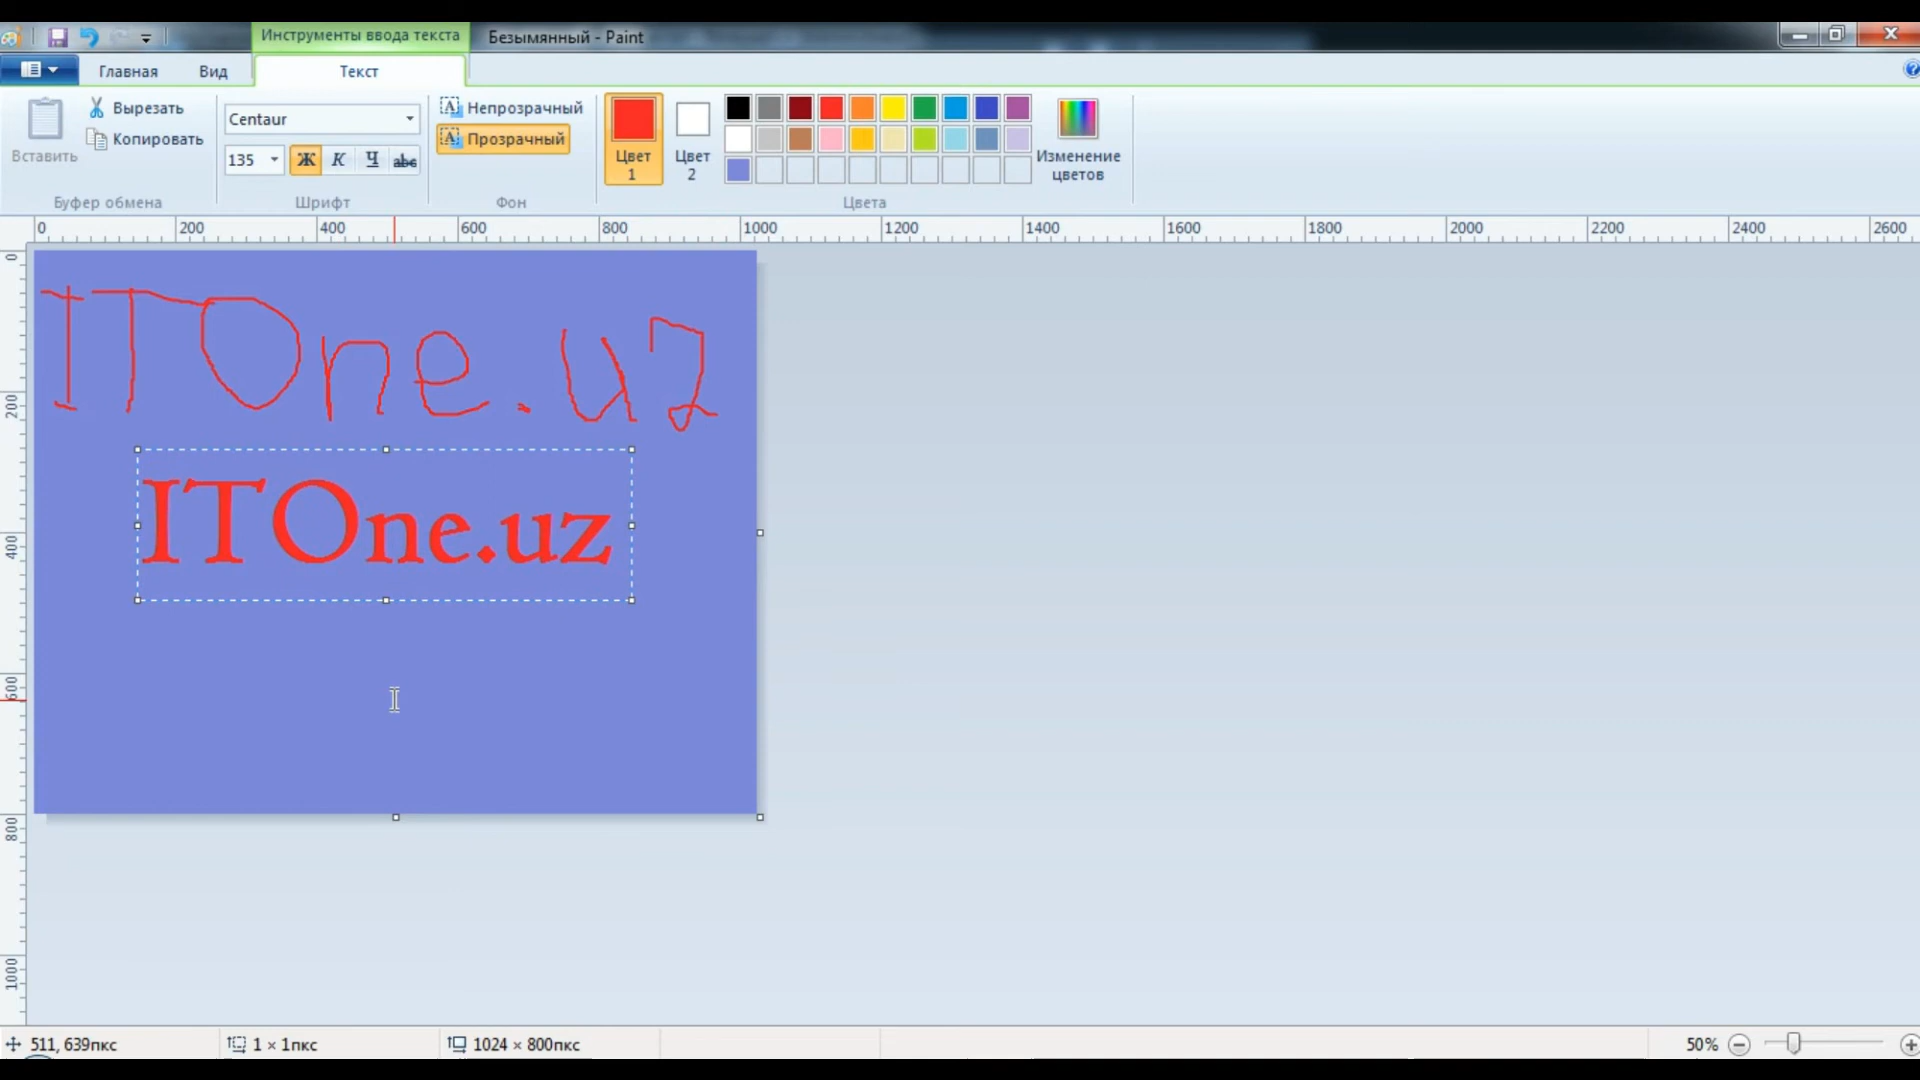 Инструменты ввода текста
Безымянный - Paint
Главная
Вид
Текст
Вставить
Вырезать
Копировать
Буфер обмена
Centaur
135
Ж К Ч abc
Шрифт
Непрозрачный
Прозрачный
Фон
Цвет
1
Цвет
2
Изменение
цветов
Цвета
0 200 400 600 800 1000 1200 1400 1600 1800 2000 2200 2400 2600
0
200
400
600
800
1000
ITOne.uz
ITOne.uz
511, 639пкс
1 × 1пкс
1024 × 800пкс
50%